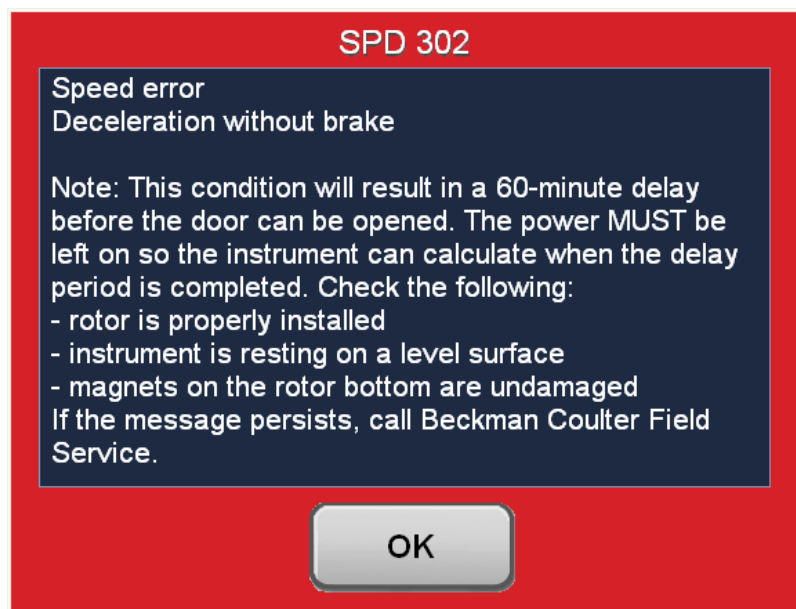 SPD 302
Speed error
Deceleration without brake
Note: This condition will result in a 60-minute delay
before the door can be opened. The power MUST be
left on so the instrument can calculate when the delay
period is completed. Check the following:
- rotor is properly installed
- instrument is resting on a level surface
- magnets on the rotor bottom are undamaged
If the message persists, call Beckman Coulter Field
Service.
OK